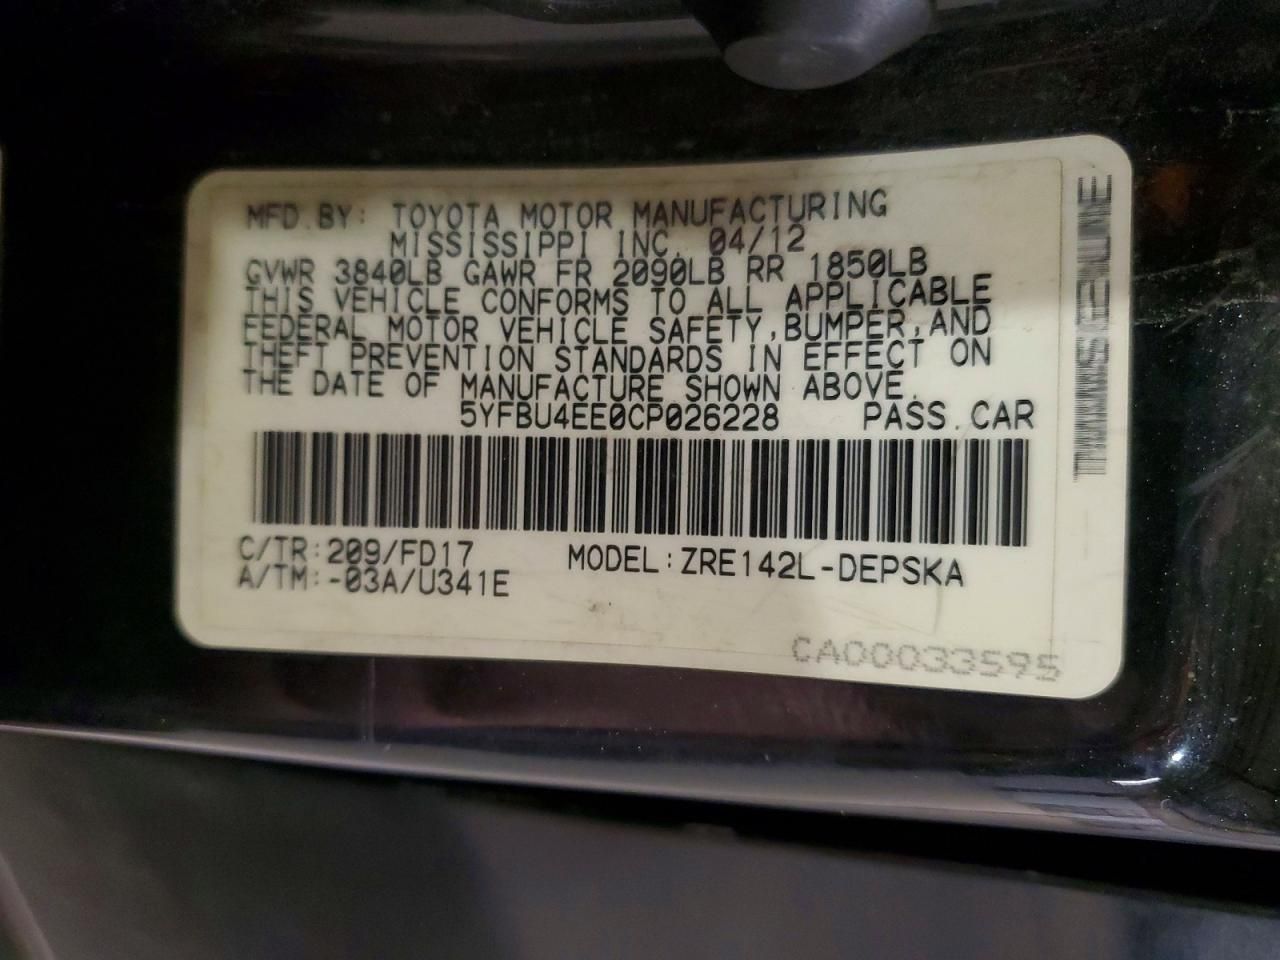 MFD.BY: TOYOTA MOTOR MANUFACTURING
MISSISSIPPI INC. 04/12
GVWR 3840LB GAWR FR 2090LB RR 1850LB
THIS VEHICLE CONFORMS TO ALL APPLICABLE
FEDERAL MOTOR VEHICLE SAFETY,BUMPER,AND
THEFT PREVENTION STANDARDS IN EFFECT ON
THE DATE OF MANUFACTURE SHOWN ABOVE.
5YFBU4EE0CP026228 PASS.CAR
C/TR:209/FD17 MODEL:ZRE142L-DEPSKA
A/TM:-03A/U341E
CA00033595